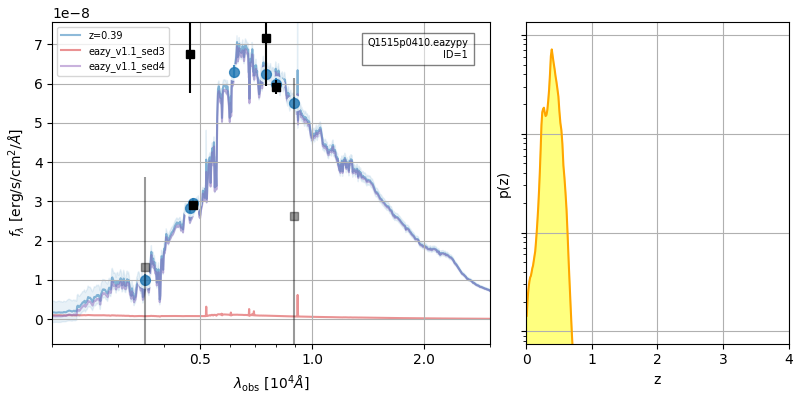 1e−8
z=0.39
eazy_v1.1_sed3
eazy_v1.1_sed4
Q1515p0410.eazypy
ID=1
7
6
5
4
3
2
1
0
f_λ [erg/s/cm²/Å]
0.5 1.0 2.0
λ_obs [10⁴Å]
p(z)
0 1 2 3 4
z